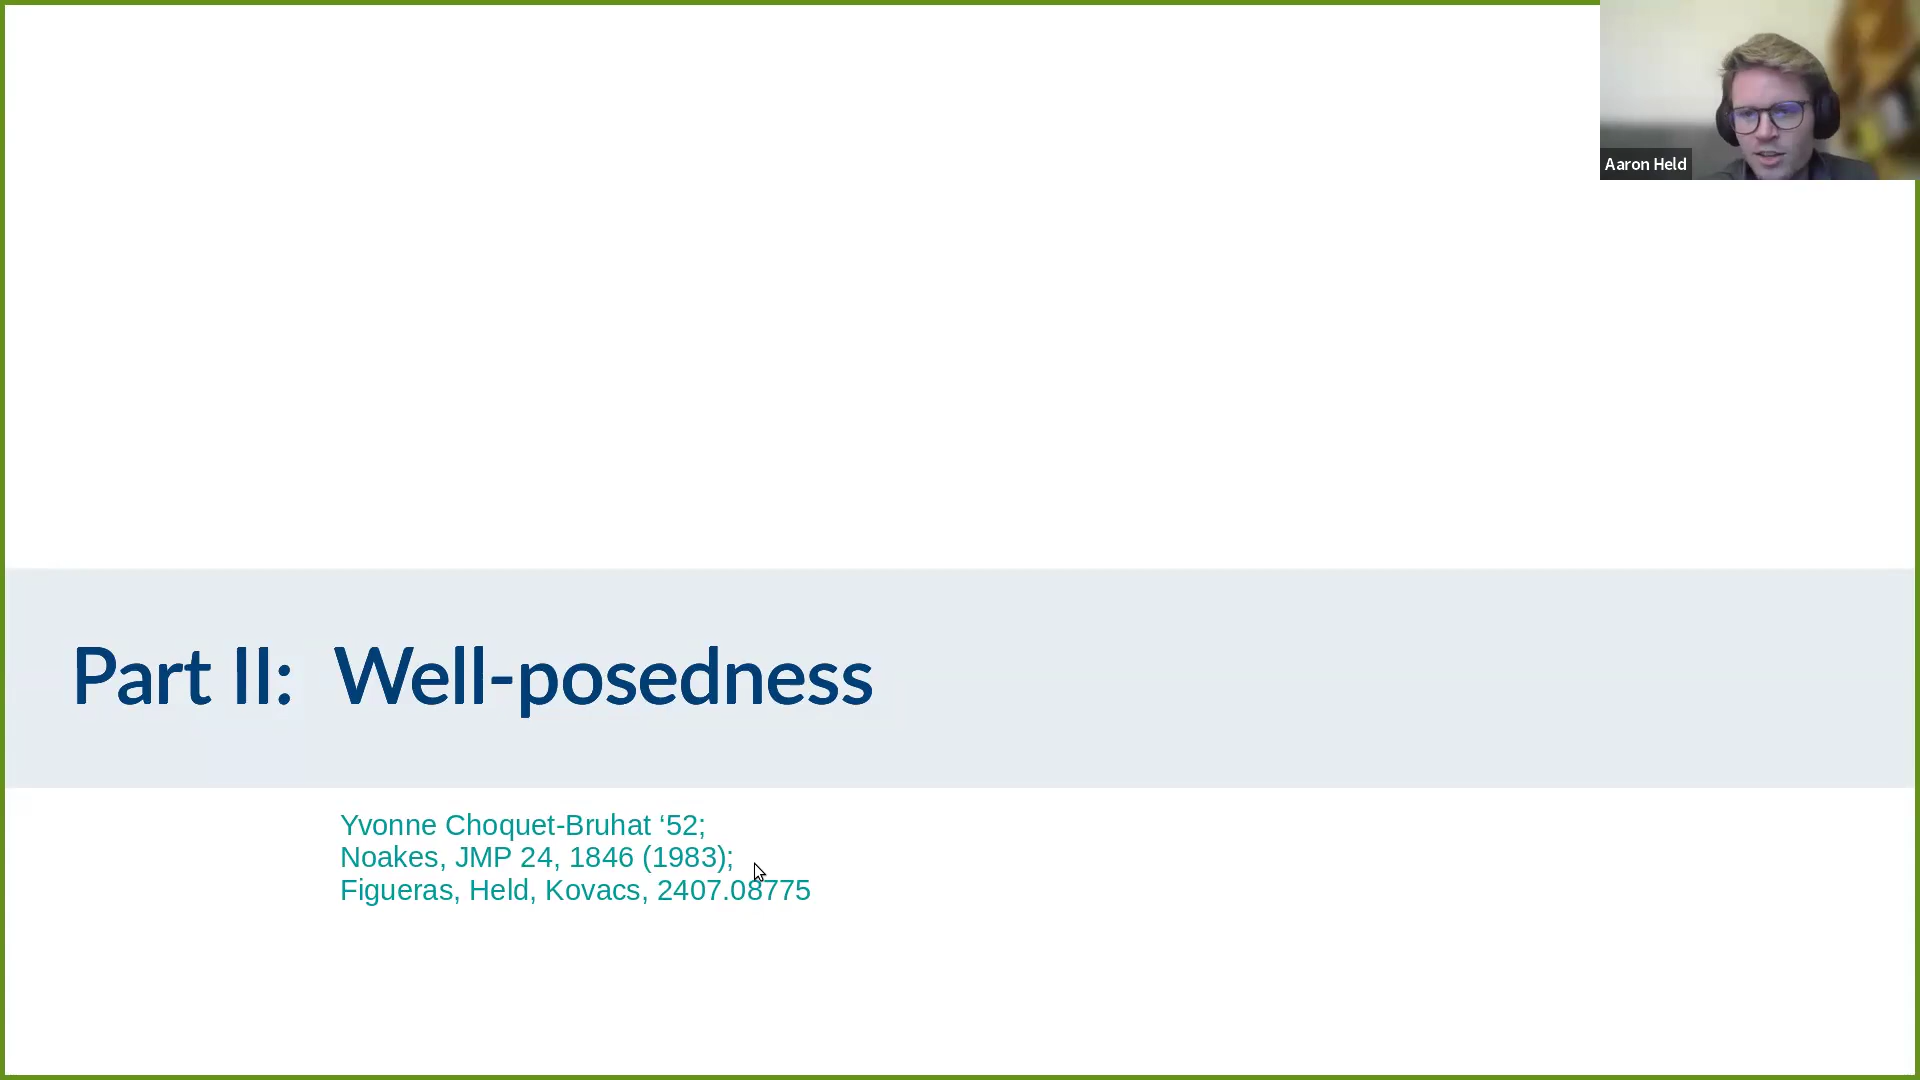 Aaron Held
Part II: Well-posedness
Yvonne Choquet-Bruhat ‘52;
Noakes, JMP 24, 1846 (1983);
Figueras, Held, Kovacs, 2407.08775